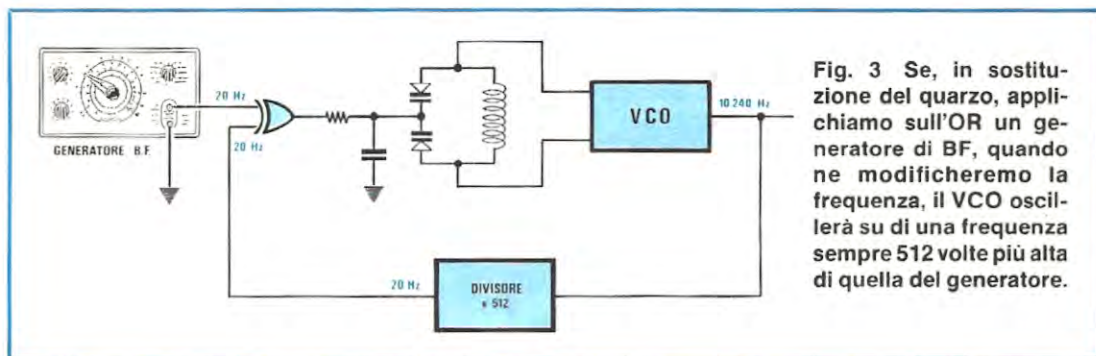 20 Hz
20 Hz
GENERATORE B.F.
VCO
10240 Hz
20 Hz
DIVISORE
x 512
Fig. 3 Se, in sostitu-
zione del quarzo, appli-
chiamo sull'OR un ge-
neratore di BF, quando
ne modificheremo la
frequenza, il VCO oscil-
lerà su di una frequenza
sempre 512 volte più alta
di quella del generatore.